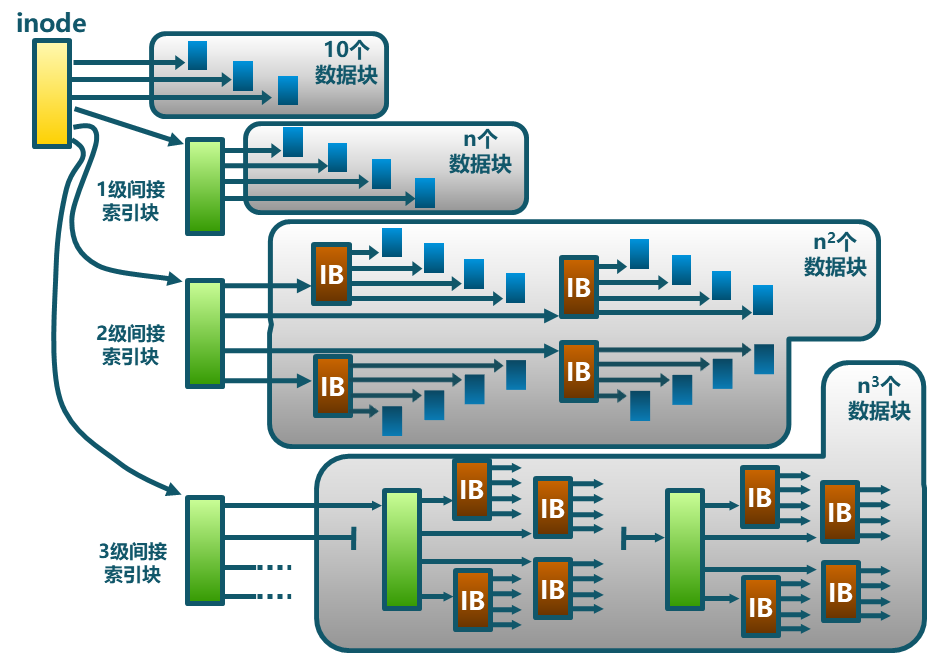 inode
10个
数据块
n个
数据块
1级间接
索引块
n²个
数据块
IB
IB
2级间接
索引块
IB
IB
n³个
数据块
IB
IB
IB
IB
3级间接
索引块
IB
IB
IB
IB